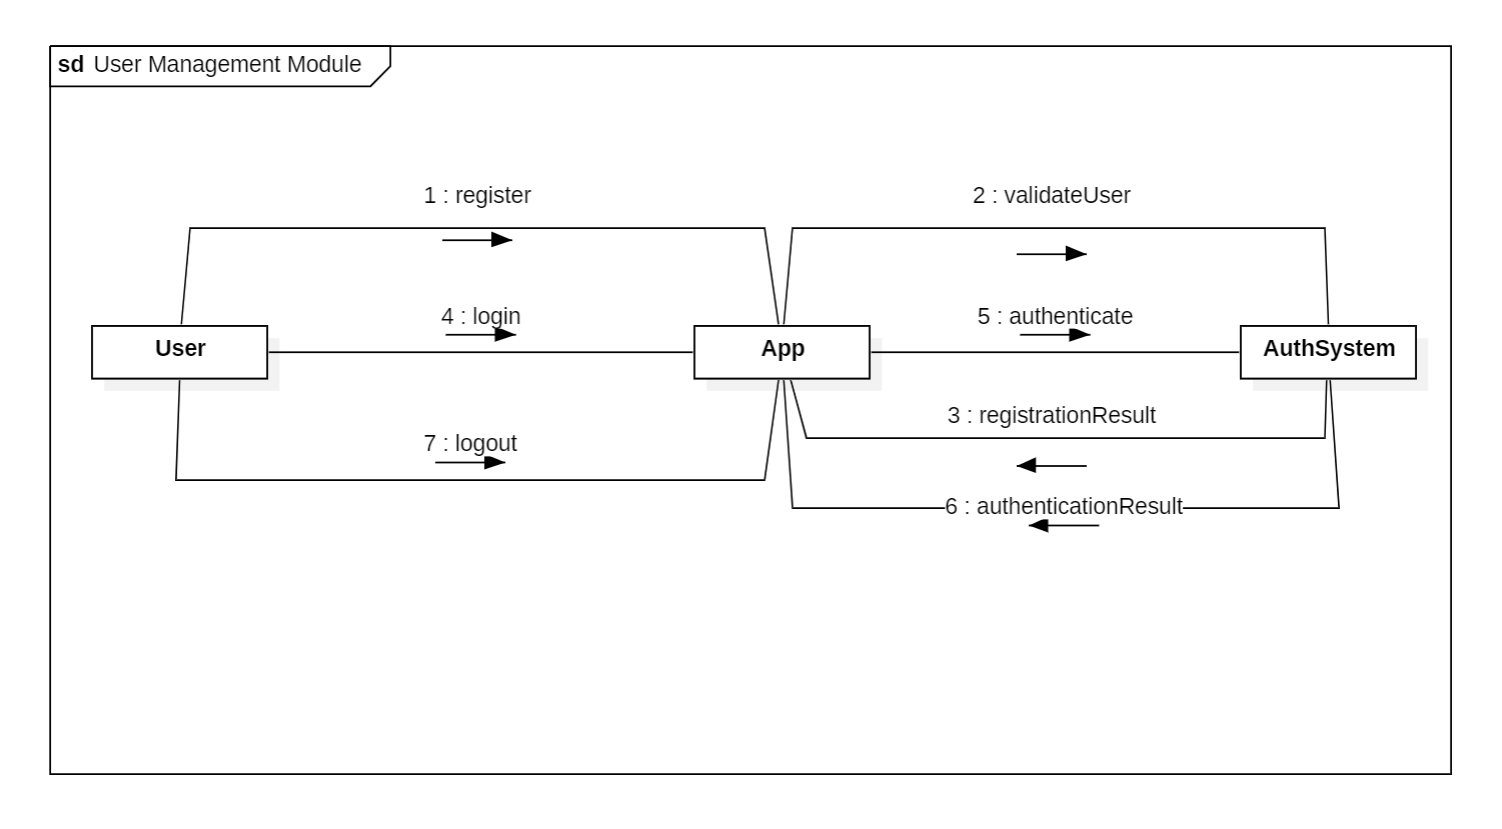 sd User Management Module
1 : register
2 : validateUser
4 : login
5 : authenticate
User
App
AuthSystem
3 : registrationResult
7 : logout
6 : authenticationResult